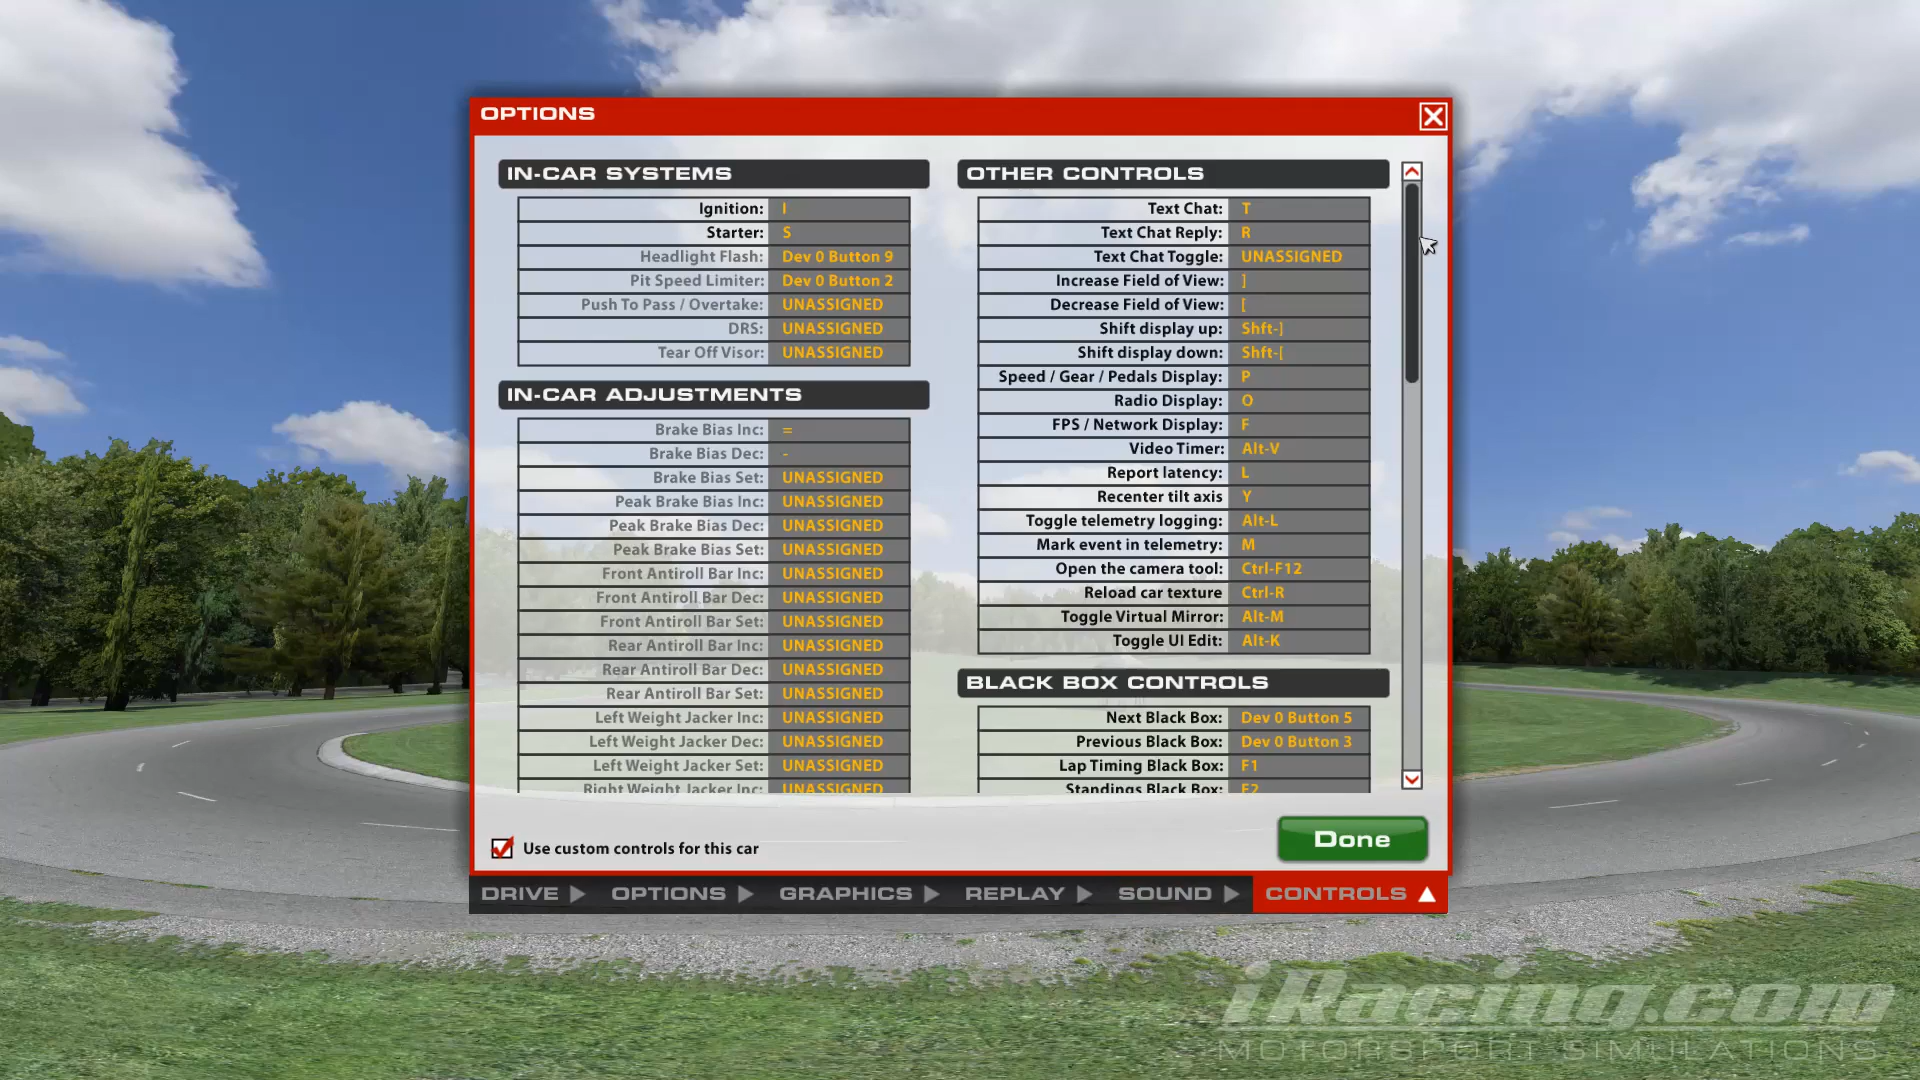 OPTIONS
IN-CAR SYSTEMS
Ignition: I
Starter: S
Headlight Flash: Dev 0 Button 9
Pit Speed Limiter: Dev 0 Button 2
Push To Pass / Overtake: UNASSIGNED
DRS: UNASSIGNED
Tear Off Visor: UNASSIGNED
IN-CAR ADJUSTMENTS
Brake Bias Inc: =
Brake Bias Dec: -
Brake Bias Set: UNASSIGNED
Peak Brake Bias Inc: UNASSIGNED
Peak Brake Bias Dec: UNASSIGNED
Peak Brake Bias Set: UNASSIGNED
Front Antiroll Bar Inc: UNASSIGNED
Front Antiroll Bar Dec: UNASSIGNED
Front Antiroll Bar Set: UNASSIGNED
Rear Antiroll Bar Inc: UNASSIGNED
Rear Antiroll Bar Dec: UNASSIGNED
Rear Antiroll Bar Set: UNASSIGNED
Left Weight Jacker Inc: UNASSIGNED
Left Weight Jacker Dec: UNASSIGNED
Left Weight Jacker Set: UNASSIGNED
Right Weight Jacker Inc: UNASSIGNED
OTHER CONTROLS
Text Chat: T
Text Chat Reply: R
Text Chat Toggle: UNASSIGNED
Increase Field of View: ]
Decrease Field of View: [
Shift display up: Shft-]
Shift display down: Shft-[
Speed / Gear / Pedals Display: P
Radio Display: O
FPS / Network Display: F
Video Timer: Alt-V
Report latency: L
Recenter tilt axis Y
Toggle telemetry logging: Alt-L
Mark event in telemetry: M
Open the camera tool: Ctrl-F12
Reload car texture Ctrl-R
Toggle Virtual Mirror: Alt-M
Toggle UI Edit: Alt-K
BLACK BOX CONTROLS
Next Black Box: Dev 0 Button 5
Previous Black Box: Dev 0 Button 3
Lap Timing Black Box: F1
Standings Black Box: F2
Use custom controls for this car
Done
DRIVE OPTIONS GRAPHICS REPLAY SOUND CONTROLS
iRacing.com
MOTORSPORT SIMULATIONS